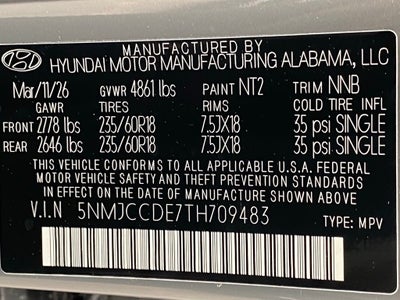 MANUFACTURED BY
HYUNDAI MOTOR MANUFACTURING ALABAMA, LLC
Mar/11/26 GVWR 4861 lbs PAINT NT2 TRIM NNB
GAWR TIRES RIMS COLD TIRE INFL
FRONT 2778 lbs 235/60R18 7.5JX18 35 psi SINGLE
REAR 2646 lbs 235/60R18 7.5JX18 35 psi SINGLE
THIS VEHICLE CONFORMS TO ALL APPLICABLE U.S.A. FEDERAL
MOTOR VEHICLE SAFETY AND THEFT PREVENTION STANDARDS
IN EFFECT ON THE DATE OF MANUFACTURE SHOWN ABOVE.
V.I.N 5NMJCCDE7TH709483 TYPE: MPV